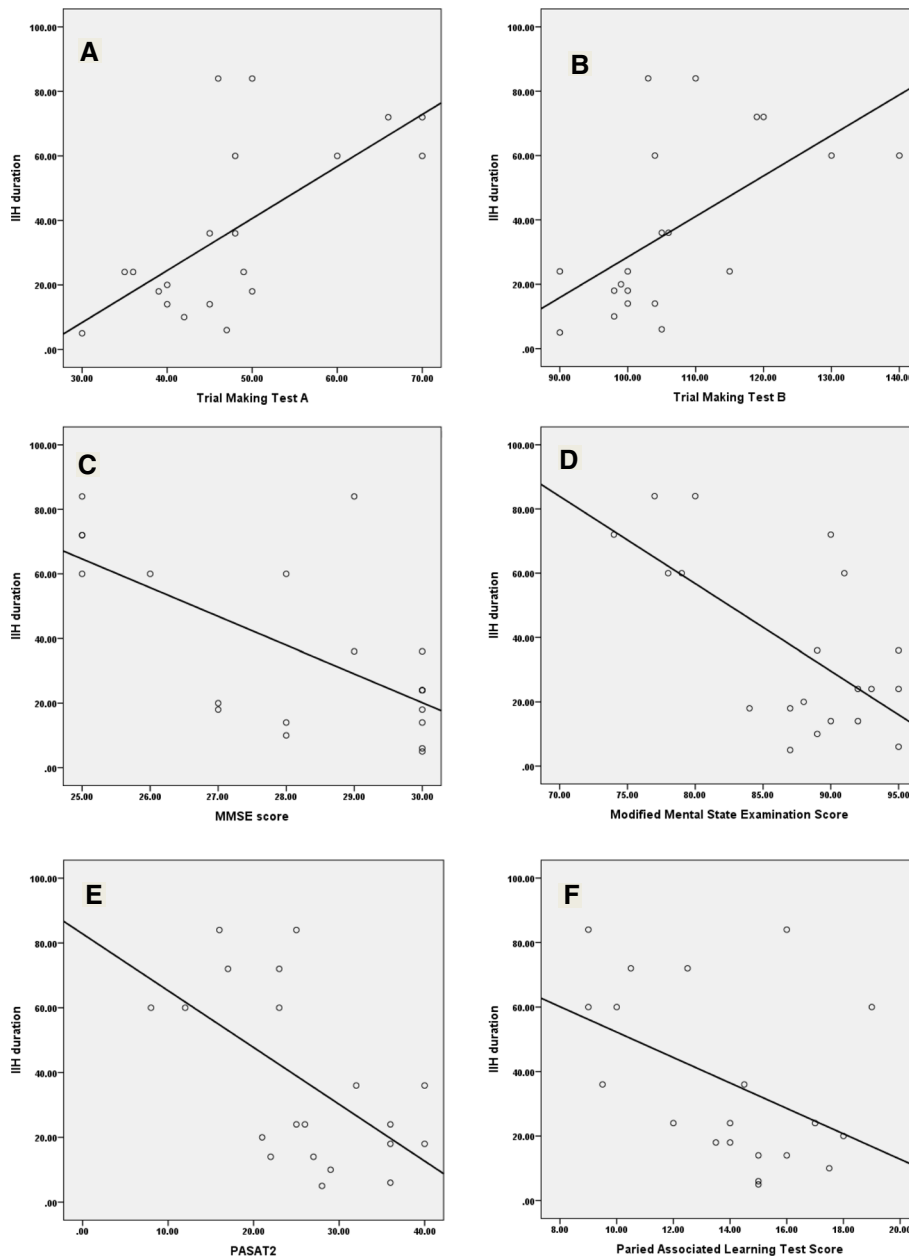 A
100.00
80.00
60.00
40.00
20.00
.00
IIH duration
30.00 40.00 50.00 60.00 70.00
Trial Making Test A
B
100.00
80.00
60.00
40.00
20.00
.00
IIH duration
90.00 100.00 110.00 120.00 130.00 140.00
Trial Making Test B
C
100.00
80.00
60.00
40.00
20.00
.00
IIH duration
25.00 26.00 27.00 28.00 29.00 30.00
MMSE score
D
100.00
80.00
60.00
40.00
20.00
.00
IIH duration
70.00 75.00 80.00 85.00 90.00 95.00
Modified Mental State Examination Score
E
100.00
80.00
60.00
40.00
20.00
.00
IIH duration
.00 10.00 20.00 30.00 40.00
PASAT2
F
100.00
80.00
60.00
40.00
20.00
.00
IIH duration
8.00 10.00 12.00 14.00 16.00 18.00 20.00
Paried Associated Learning Test Score